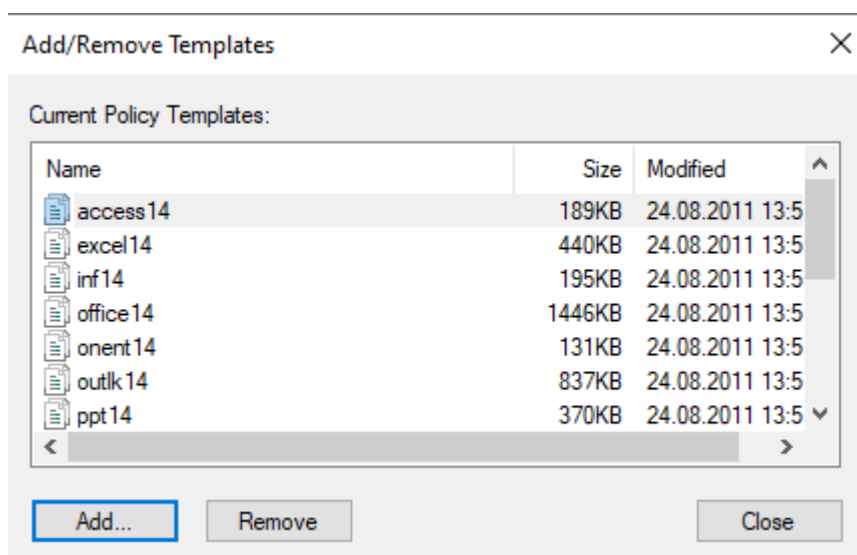 Add/Remove Templates
Current Policy Templates:
Name Size Modified
access14 189KB 24.08.2011 13:5
excel14 440KB 24.08.2011 13:5
inf14 195KB 24.08.2011 13:5
office14 1446KB 24.08.2011 13:5
onent14 131KB 24.08.2011 13:5
outlk14 837KB 24.08.2011 13:5
ppt14 370KB 24.08.2011 13:5
Add... Remove Close